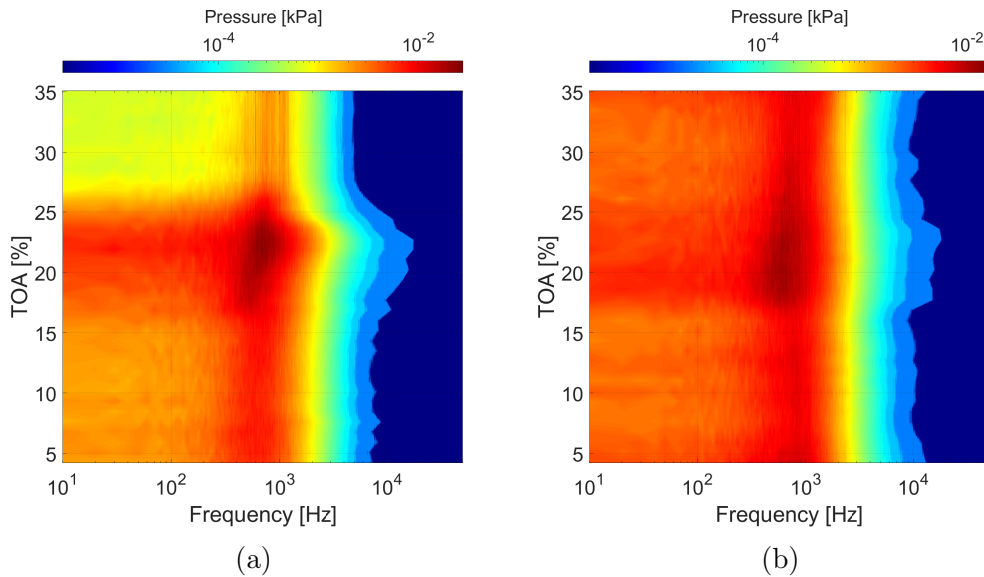 Pressure [kPa] Pressure [kPa]
10^-4 10^-2 10^-4 10^-2
35 35
30 30
25 25
20 20
15 15
10 10
5 5
TOA [%] TOA [%]
10^1 10^2 10^3 10^4 10^1 10^2 10^3 10^4
Frequency [Hz] Frequency [Hz]
(a) (b)